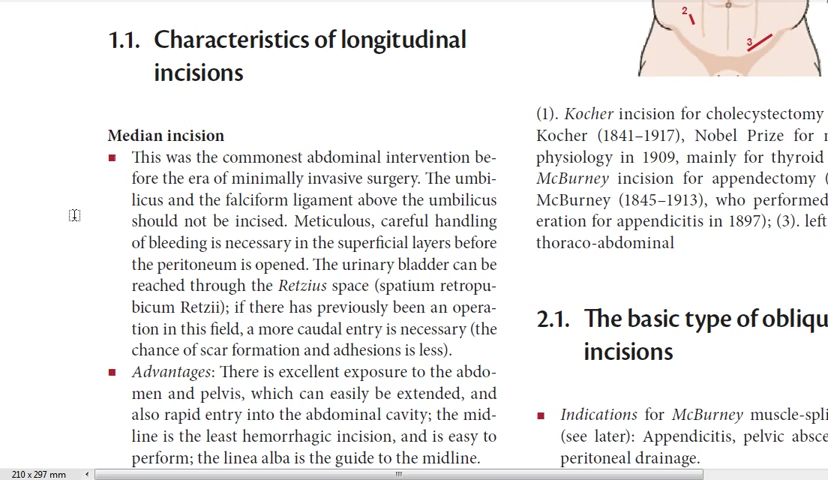 1.1. Characteristics of longitudinal
incisions
Median incision
This was the commonest abdominal intervention be-
fore the era of minimally invasive surgery. The umbi-
licus and the falciform ligament above the umbilicus
should not be incised. Meticulous, careful handling
of bleeding is necessary in the superficial layers before
the peritoneum is opened. The urinary bladder can be
reached through the Retzius space (spatium retropu-
bicum Retzii); if there has previously been an opera-
tion in this field, a more caudal entry is necessary (the
chance of scar formation and adhesions is less).
Advantages: There is excellent exposure to the abdo-
men and pelvis, which can easily be extended, and
also rapid entry into the abdominal cavity; the mid-
line is the least hemorrhagic incision, and is easy to
perform; the linea alba is the guide to the midline.
2
3
(1). Kocher incision for cholecystectomy
Kocher (1841–1917), Nobel Prize for
physiology in 1909, mainly for thyroid
McBurney incision for appendectomy (
McBurney (1845–1913), who performed
eration for appendicitis in 1897); (3). left
thoraco-abdominal
2.1. The basic type of obliqu
incisions
Indications for McBurney muscle-spli
(see later): Appendicitis, pelvic absce
peritoneal drainage.
210 x 297 mm